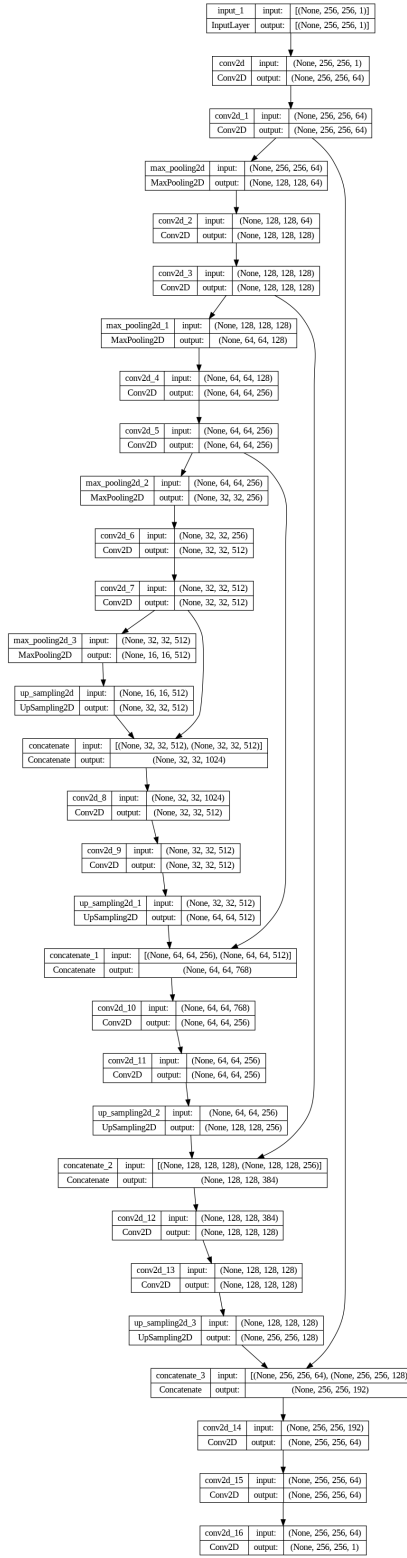 input_1 input: [(None, 256, 256, 1)]
InputLayer output: [(None, 256, 256, 1)]
conv2d input: (None, 256, 256, 1)
Conv2D output: (None, 256, 256, 64)
conv2d_1 input: (None, 256, 256, 64)
Conv2D output: (None, 256, 256, 64)
max_pooling2d input: (None, 256, 256, 64)
MaxPooling2D output: (None, 128, 128, 64)
conv2d_2 input: (None, 128, 128, 64)
Conv2D output: (None, 128, 128, 128)
conv2d_3 input: (None, 128, 128, 128)
Conv2D output: (None, 128, 128, 128)
max_pooling2d_1 input: (None, 128, 128, 128)
MaxPooling2D output: (None, 64, 64, 128)
conv2d_4 input: (None, 64, 64, 128)
Conv2D output: (None, 64, 64, 256)
conv2d_5 input: (None, 64, 64, 256)
Conv2D output: (None, 64, 64, 256)
max_pooling2d_2 input: (None, 64, 64, 256)
MaxPooling2D output: (None, 32, 32, 256)
conv2d_6 input: (None, 32, 32, 256)
Conv2D output: (None, 32, 32, 512)
conv2d_7 input: (None, 32, 32, 512)
Conv2D output: (None, 32, 32, 512)
max_pooling2d_3 input: (None, 32, 32, 512)
MaxPooling2D output: (None, 16, 16, 512)
up_sampling2d input: (None, 16, 16, 512)
UpSampling2D output: (None, 32, 32, 512)
concatenate input: [(None, 32, 32, 512), (None, 32, 32, 512)]
Concatenate output: (None, 32, 32, 1024)
conv2d_8 input: (None, 32, 32, 1024)
Conv2D output: (None, 32, 32, 512)
conv2d_9 input: (None, 32, 32, 512)
Conv2D output: (None, 32, 32, 512)
up_sampling2d_1 input: (None, 32, 32, 512)
UpSampling2D output: (None, 64, 64, 512)
concatenate_1 input: [(None, 64, 64, 256), (None, 64, 64, 512)]
Concatenate output: (None, 64, 64, 768)
conv2d_10 input: (None, 64, 64, 768)
Conv2D output: (None, 64, 64, 256)
conv2d_11 input: (None, 64, 64, 256)
Conv2D output: (None, 64, 64, 256)
up_sampling2d_2 input: (None, 64, 64, 256)
UpSampling2D output: (None, 128, 128, 256)
concatenate_2 input: [(None, 128, 128, 128), (None, 128, 128, 256)]
Concatenate output: (None, 128, 128, 384)
conv2d_12 input: (None, 128, 128, 384)
Conv2D output: (None, 128, 128, 128)
conv2d_13 input: (None, 128, 128, 128)
Conv2D output: (None, 128, 128, 128)
up_sampling2d_3 input: (None, 128, 128, 128)
UpSampling2D output: (None, 256, 256, 128)
concatenate_3 input: [(None, 256, 256, 64), (None, 256, 256, 128)
Concatenate output: (None, 256, 256, 192)
conv2d_14 input: (None, 256, 256, 192)
Conv2D output: (None, 256, 256, 64)
conv2d_15 input: (None, 256, 256, 64)
Conv2D output: (None, 256, 256, 64)
conv2d_16 input: (None, 256, 256, 64)
Conv2D output: (None, 256, 256, 1)